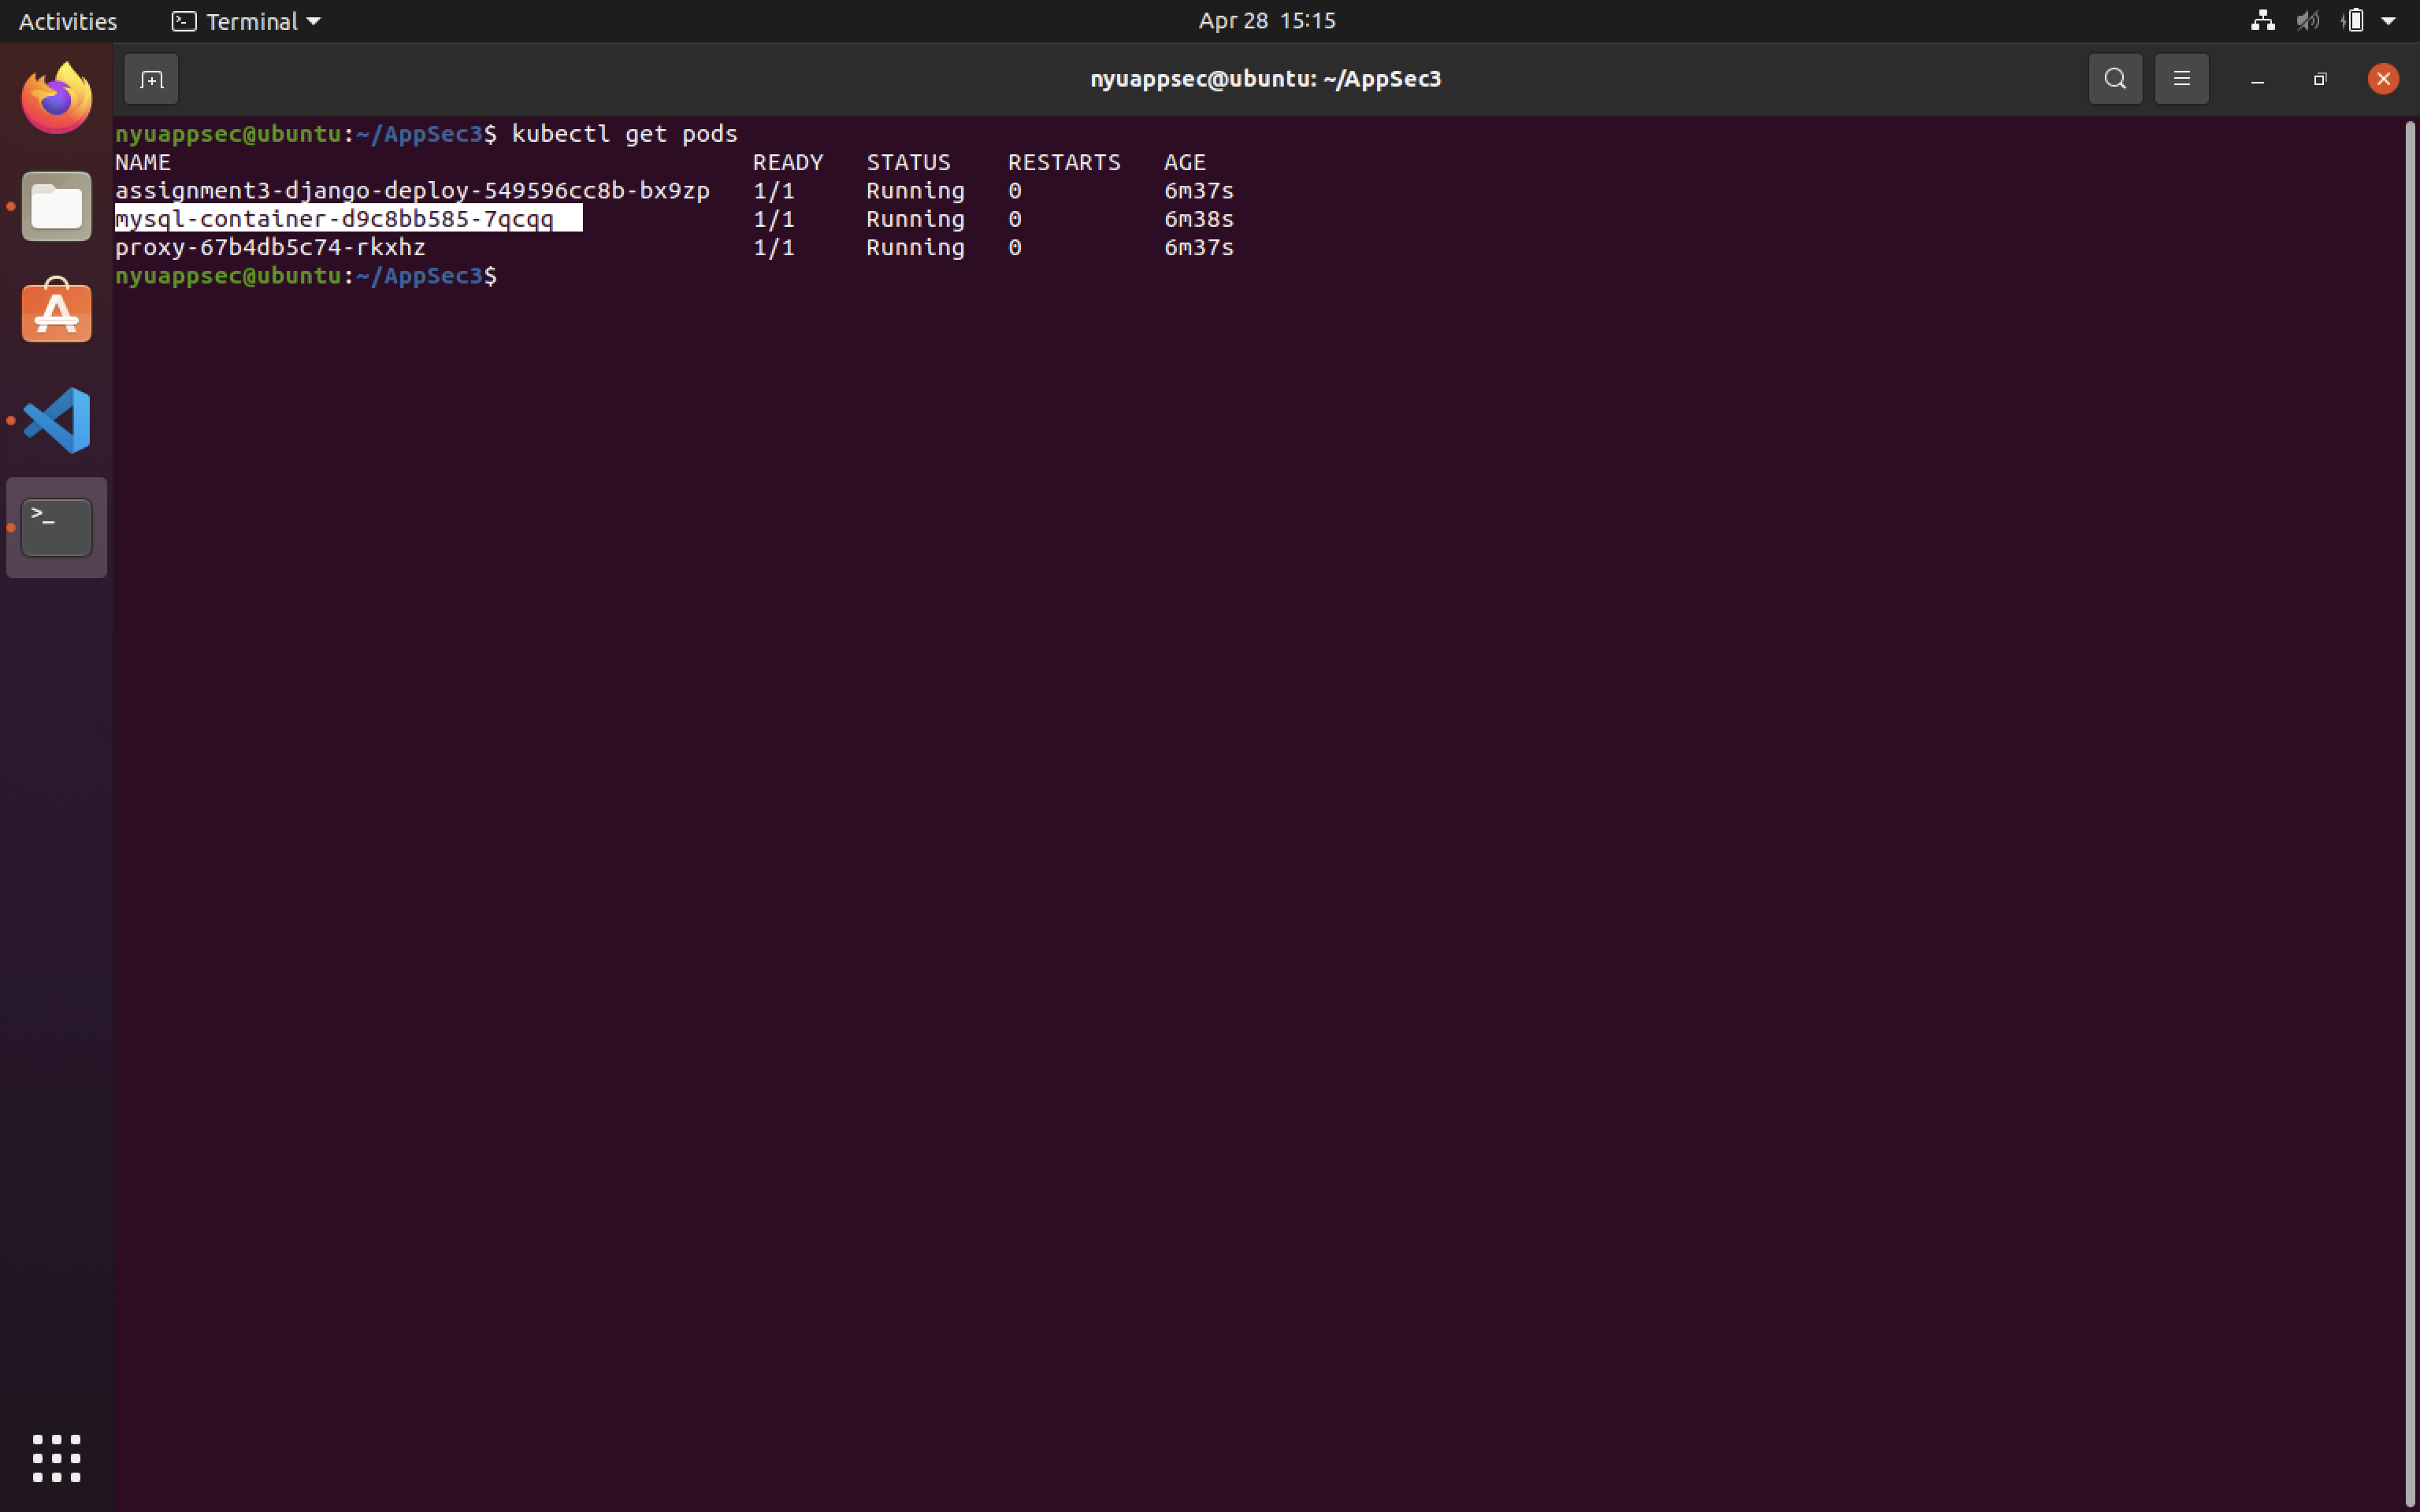 Activities Terminal Apr 28 15:15
nyuappsec@ubuntu: ~/AppSec3
nyuappsec@ubuntu:~/AppSec3$ kubectl get pods
NAME READY STATUS RESTARTS AGE
assignment3-django-deploy-549596cc8b-bx9zp 1/1 Running 0 6m37s
mysql-container-d9c8bb585-7qcqq 1/1 Running 0 6m38s
proxy-67b4db5c74-rkxhz 1/1 Running 0 6m37s
nyuappsec@ubuntu:~/AppSec3$